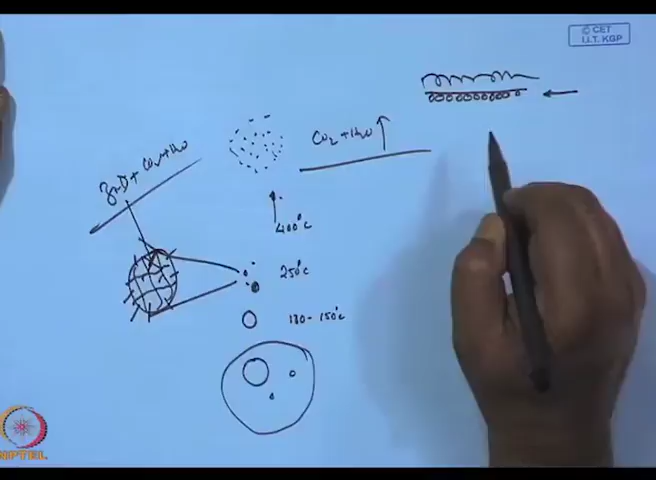 © CET
I.I.T. KGP
CO₂ + H₂O
ZnO + CO₂ + H₂O
400°C
250°C
130-150°C
NPTEL